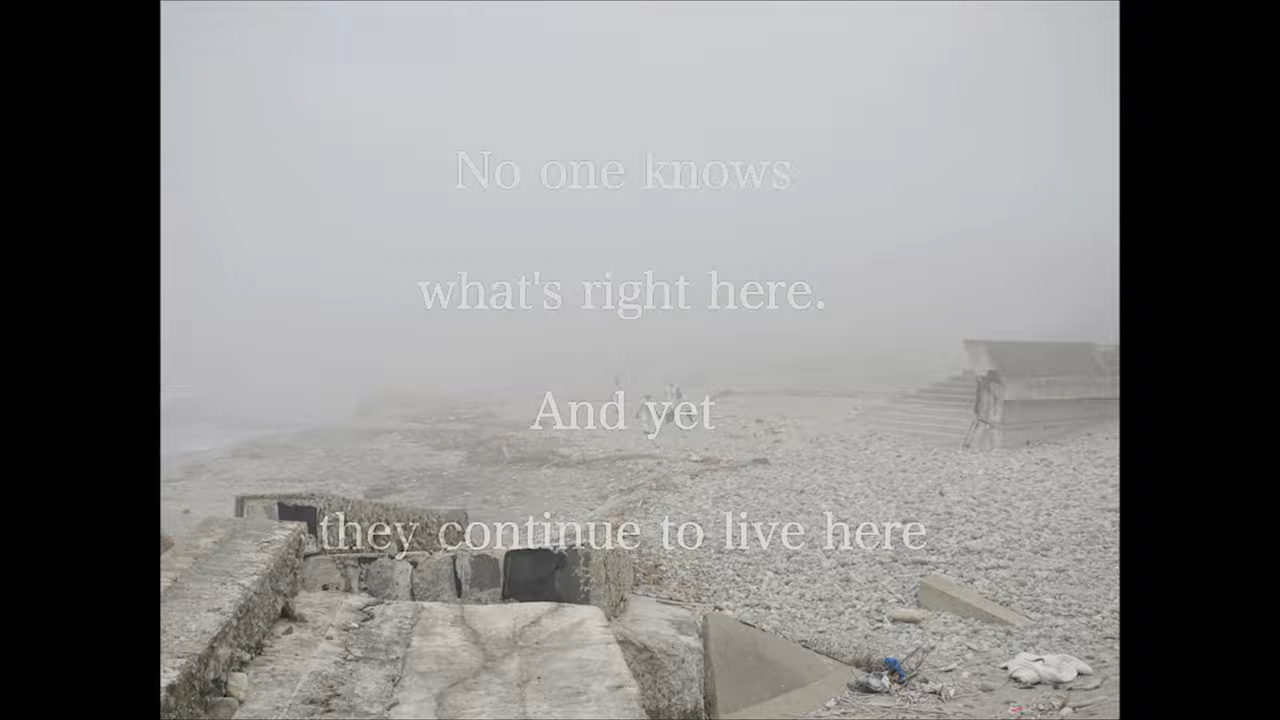 No one knows
what's right here.
And yet
they continue to live here